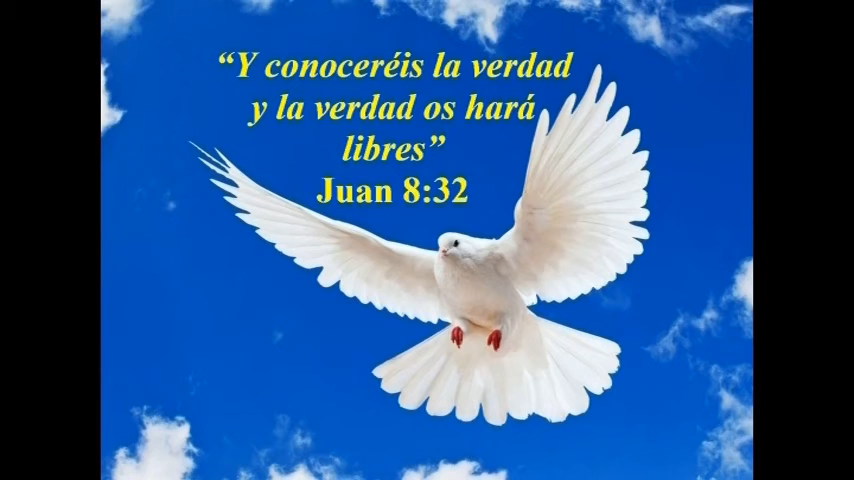 “Y conoceréis la verdad
y la verdad os hará
libres”
Juan 8:32